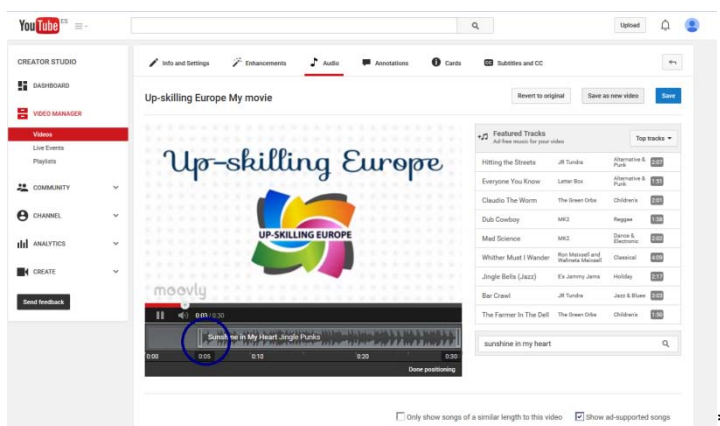 YouTube ES
Upload
CREATOR STUDIO
DASHBOARD
VIDEO MANAGER
Videos
Live Events
Playlists
COMMUNITY
CHANNEL
ANALYTICS
CREATE
Send feedback
Info and Settings Enhancements Audio Annotations Cards Subtitles and CC
Up-skilling Europe My movie
Revert to original Save as new video Save
Up-skilling Europe
UP-SKILLING EUROPE
moovly
0:03 / 0:30
Sunshine in My Heart Jingle Punks
0:00 0:05 0:10 0:20 0:30
Done positioning
Featured Tracks
Ad-free music for your video
Top tracks
Hitting the Streets JR Tundra Alternative & Punk 2:07
Everyone You Know Letter Box Alternative & Punk 1:51
Claudio The Worm The Green Orbs Children's 2:01
Dub Cowboy MK2 Reggae 1:38
Mad Science MK2 Dance & Electronic 2:02
Whither Must I Wander Ron Meixsell and Wahneta Meixsell Classical 4:09
Jingle Bells (Jazz) E's Jammy Jams Holiday 2:17
Bar Crawl JR Tundra Jazz & Blues 3:03
The Farmer In The Dell The Green Orbs Children's 1:50
sunshine in my heart
Only show songs of a similar length to this video Show ad-supported songs